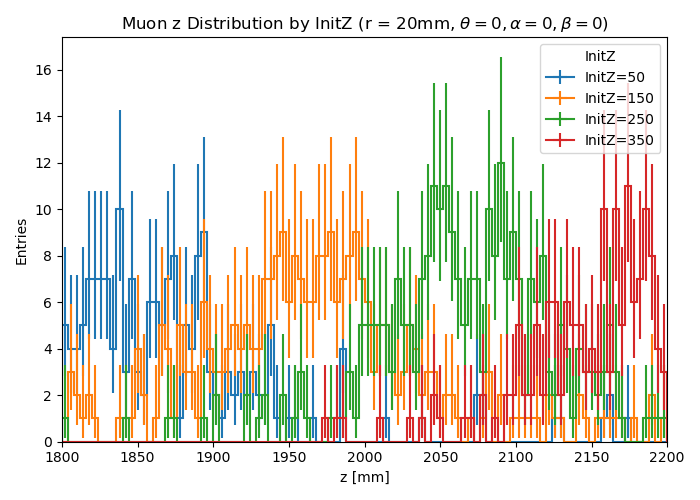 Muon z Distribution by InitZ (r = 20mm, θ = 0, α = 0, β = 0)
InitZ
InitZ=50
InitZ=150
InitZ=250
InitZ=350
Entries
16
14
12
10
8
6
4
2
0
1800 1850 1900 1950 2000 2050 2100 2150 2200
z [mm]